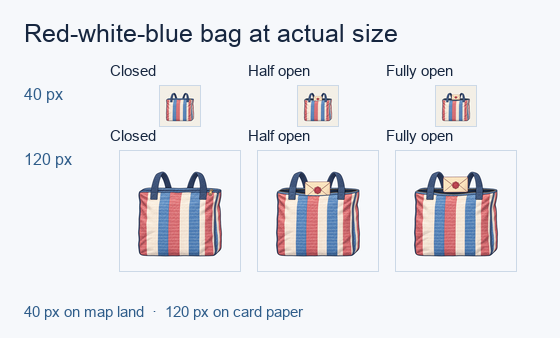 Red-white-blue bag at actual size
Closed Half open Fully open
40 px
Closed Half open Fully open
120 px
40 px on map land · 120 px on card paper